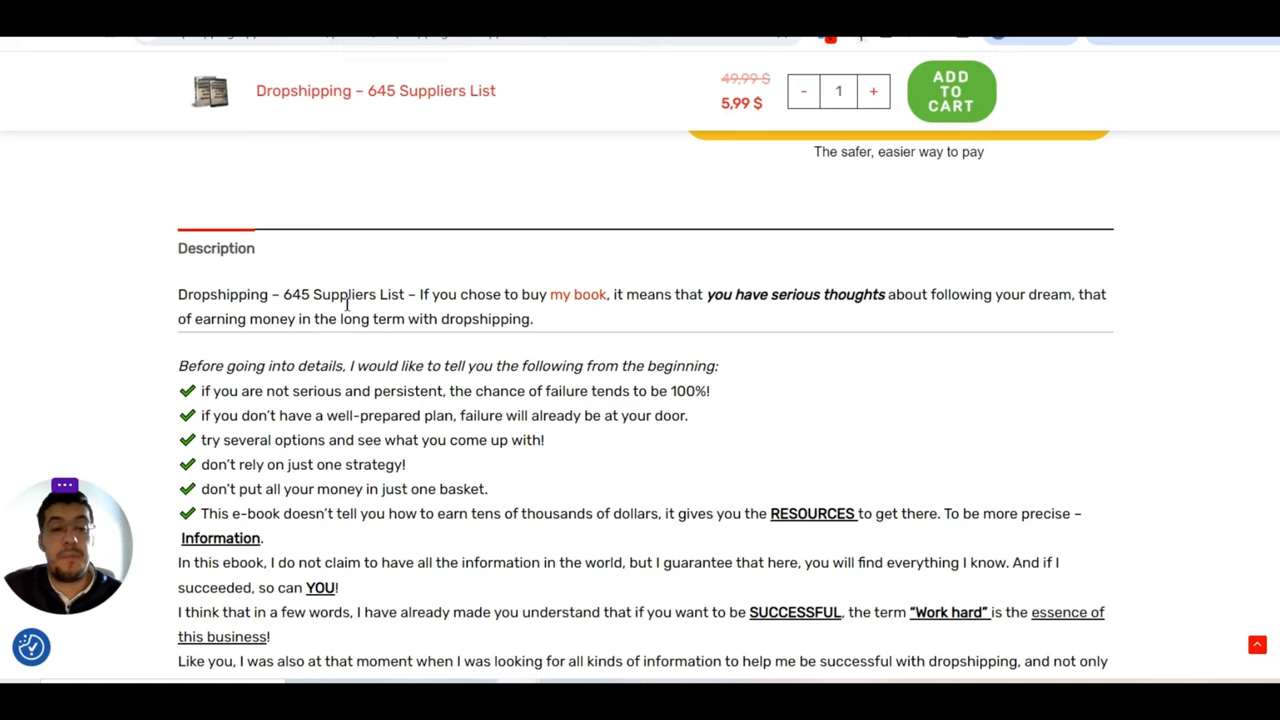 Dropshipping – 645 Suppliers List
49,99 $
5,99 $
- 1 +
ADD
TO
CART
The safer, easier way to pay
Description
Dropshipping – 645 Suppliers List – If you chose to buy my book, it means that you have serious thoughts about following your dream, that
of earning money in the long term with dropshipping.
Before going into details, I would like to tell you the following from the beginning:
if you are not serious and persistent, the chance of failure tends to be 100%!
if you don't have a well-prepared plan, failure will already be at your door.
try several options and see what you come up with!
don't rely on just one strategy!
don't put all your money in just one basket.
This e-book doesn't tell you how to earn tens of thousands of dollars, it gives you the RESOURCES to get there. To be more precise –
Information.
In this ebook, I do not claim to have all the information in the world, but I guarantee that here, you will find everything I know. And if I
succeeded, so can YOU!
I think that in a few words, I have already made you understand that if you want to be SUCCESSFUL, the term “Work hard” is the essence of
this business!
Like you, I was also at that moment when I was looking for all kinds of information to help me be successful with dropshipping, and not only